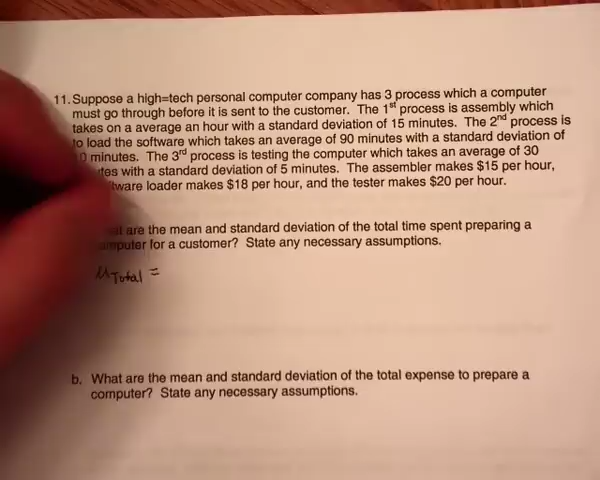 11. Suppose a high=tech personal computer company has 3 process which a computer
must go through before it is sent to the customer. The 1st process is assembly which
takes on a average an hour with a standard deviation of 15 minutes. The 2nd process is
to load the software which takes an average of 90 minutes with a standard deviation of
0 minutes. The 3rd process is testing the computer which takes an average of 30
with a standard deviation of 5 minutes. The assembler makes $15 per hour,
loader makes $18 per hour, and the tester makes $20 per hour.
are the mean and standard deviation of the total time spent preparing a
for a customer? State any necessary assumptions.
μTotal =
b. What are the mean and standard deviation of the total expense to prepare a
computer? State any necessary assumptions.